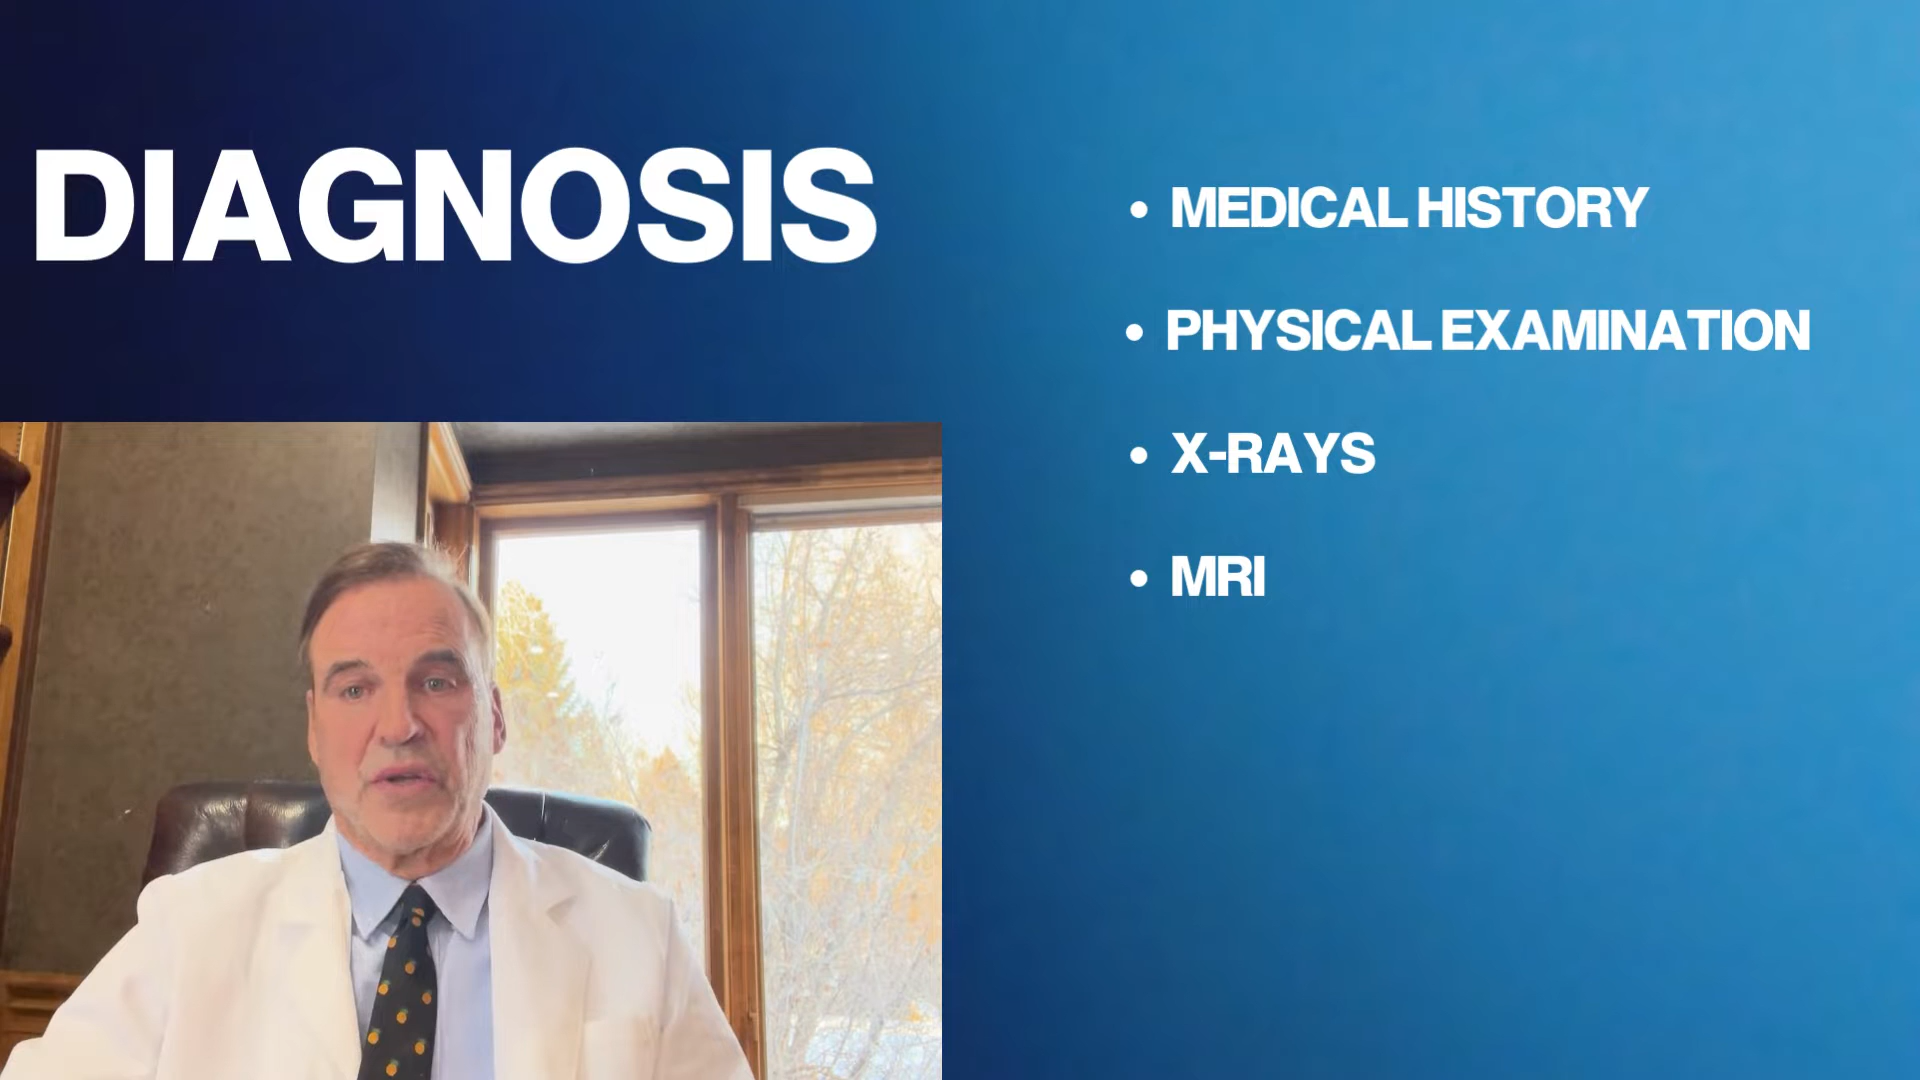 DIAGNOSIS
• MEDICAL HISTORY
• PHYSICAL EXAMINATION
• X-RAYS
• MRI